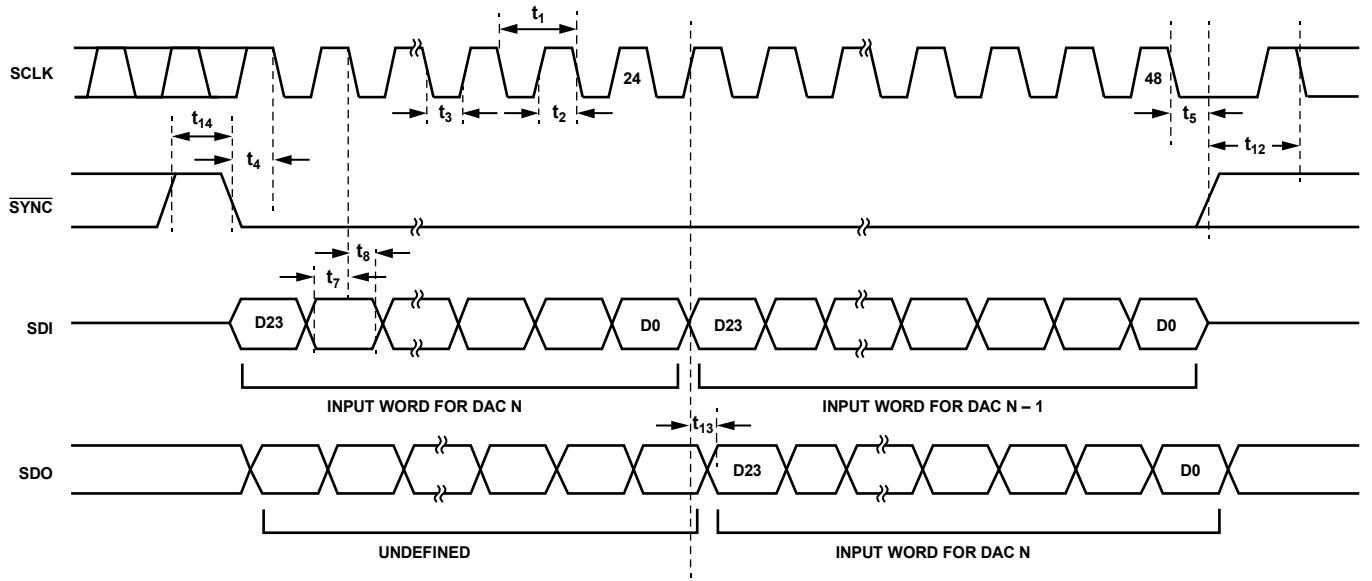 t1
SCLK
24
48
t3
t2
t5
t14
t4
t12
SYNC
t8
t7
SDI
D23
D0
D23
D0
INPUT WORD FOR DAC N
INPUT WORD FOR DAC N – 1
t13
SDO
D23
D0
UNDEFINED
INPUT WORD FOR DAC N